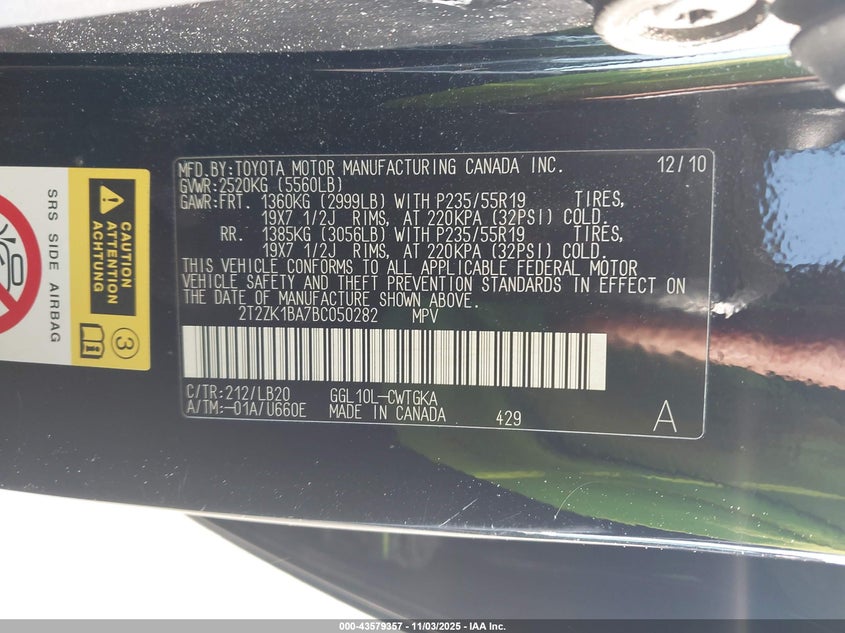 MFD.BY:TOYOTA MOTOR MANUFACTURING CANADA INC. 12/10
GVWR:2520KG (5560LB)
GAWR:FRT. 1360KG (2999LB) WITH P235/55R19 TIRES,
19X7 1/2J RIMS, AT 220KPA (32PSI) COLD.
RR. 1385KG (3056LB) WITH P235/55R19 TIRES,
19X7 1/2J RIMS, AT 220KPA (32PSI) COLD.
THIS VEHICLE CONFORMS TO ALL APPLICABLE FEDERAL MOTOR
VEHICLE SAFETY AND THEFT PREVENTION STANDARDS IN EFFECT ON
THE DATE OF MANUFACTURE SHOWN ABOVE.
2T2ZK1BA7BC050282 MPV
C/TR:212/LB20 GGL10L-CWTGKA
A/TM:-01A/U660E MADE IN CANADA 429 A
SRS SIDE AIRBAG
CAUTION
ATTENTION
ACHTUNG
3
000-43579357 - 11/03/2025 - IAA Inc.